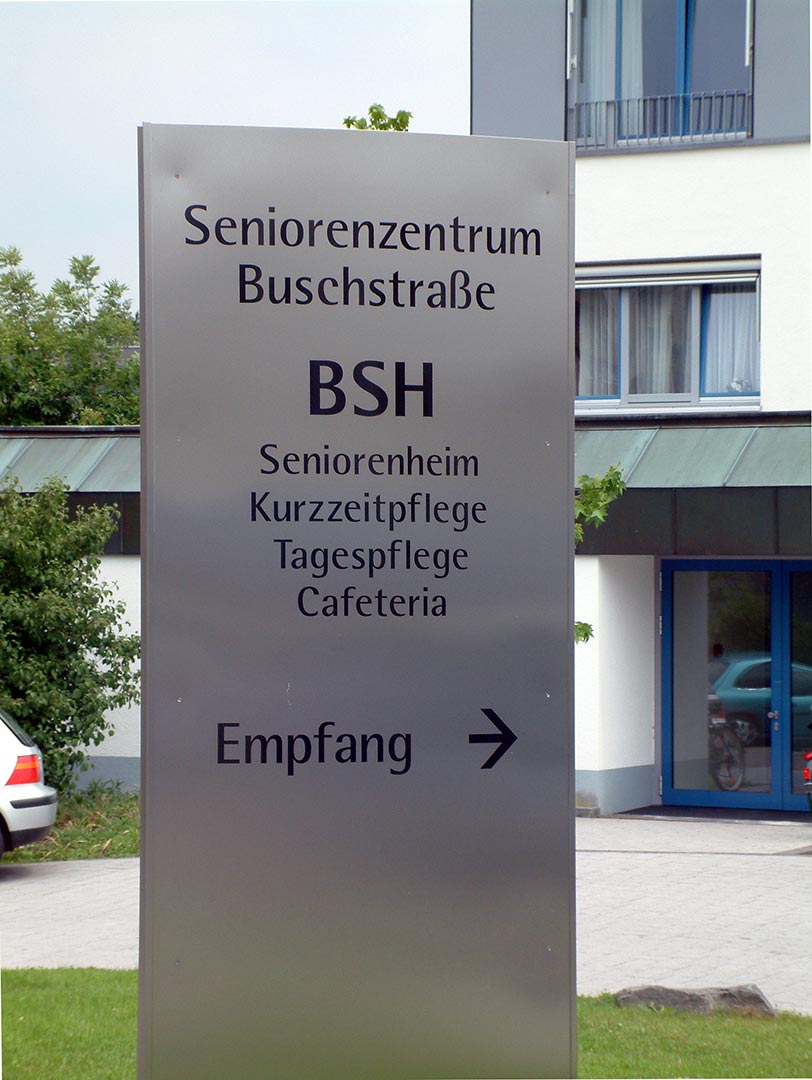 Seniorenzentrum
Buschstraße
BSH
Seniorenheim
Kurzzeitpflege
Tagespflege
Cafeteria
Empfang →